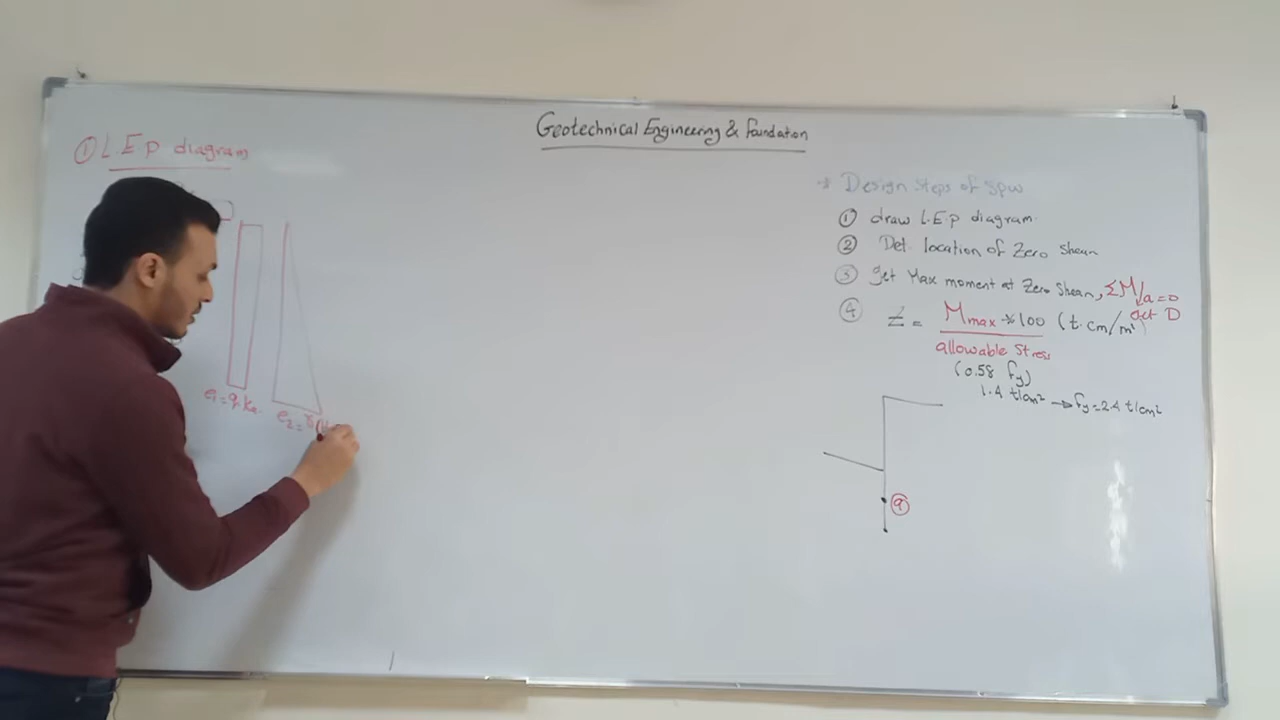 Geotechnical Engineering & Foundation
① L.E.P diagram
e₁=q.Ka
e₂=γ(
Design Steps of SPW
① draw L.E.P diagram
② Det. location of Zero Shear
③ get Max moment at Zero Shear, ΣM/a=0
get D
④ Z = Mmax*100 (t.cm/m')
allowable Stress
(0.58 fy)
1.4 t/cm² → fy=2.4 t/cm²
a